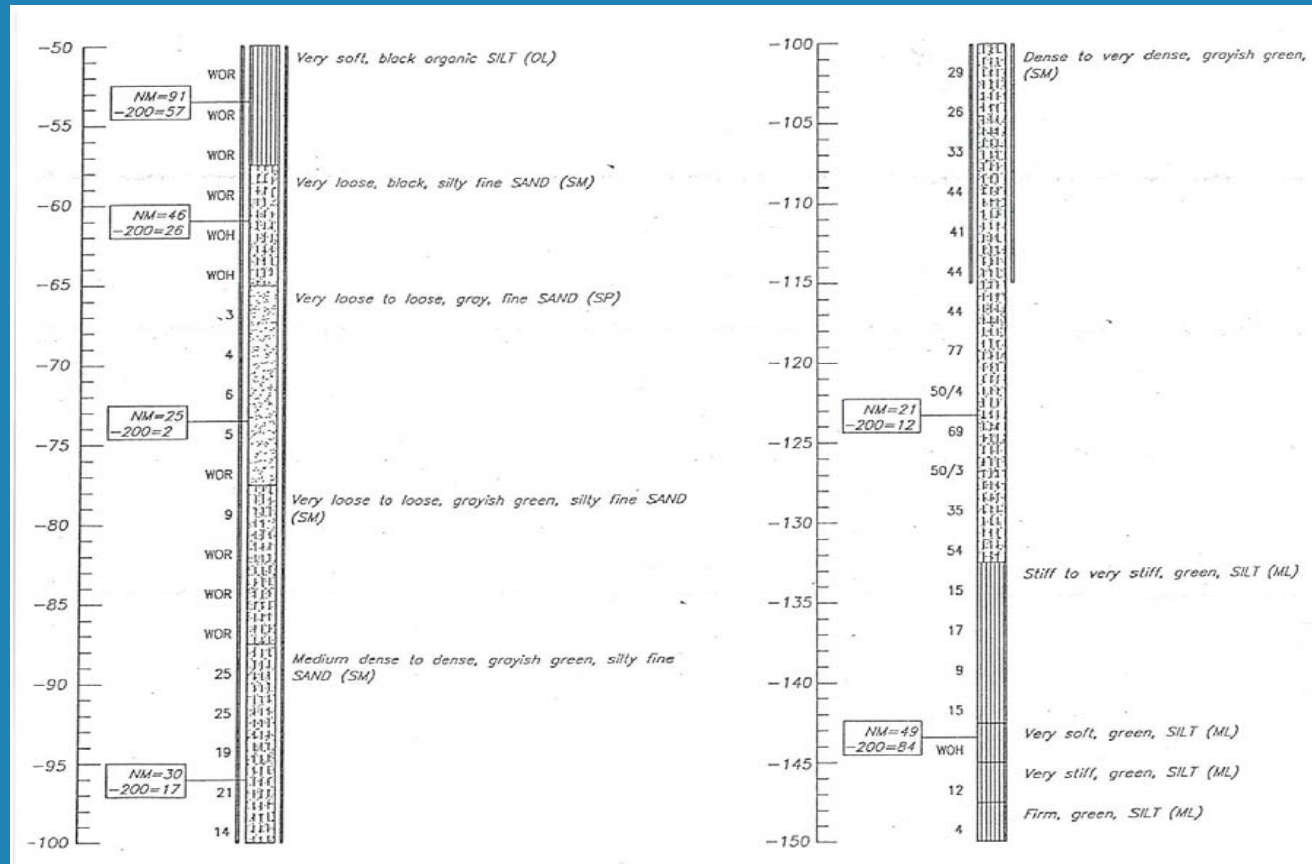 -50
Very soft, black organic SILT (OL)
WOR
NM=91
-200=57
WOR
-55
WOR
Very loose, black, silty fine SAND (SM)
WOR
-60
NM=46
-200=26
WOH
WOH
-65
Very loose to loose, gray, fine SAND (SP)
3
4
-70
6
NM=25
-200=2
5
-75
WOR
Very loose to loose, grayish green, silty fine SAND
(SM)
9
-80
WOR
WOR
-85
WOR
Medium dense to dense, grayish green, silty fine
SAND (SM)
25
-90
25
19
-95
NM=30
-200=17
21
14
-100
-100
Dense to very dense, grayish green,
(SM)
29
26
-105
33
44
-110
41
44
-115
44
77
-120
50/4
NM=21
-200=12
69
-125
50/3
35
-130
54
Stiff to very stiff, green, SILT (ML)
15
-135
17
9
-140
15
NM=49
-200=84
Very soft, green, SILT (ML)
WOH
-145
Very stiff, green, SILT (ML)
12
Firm, green, SILT (ML)
4
-150